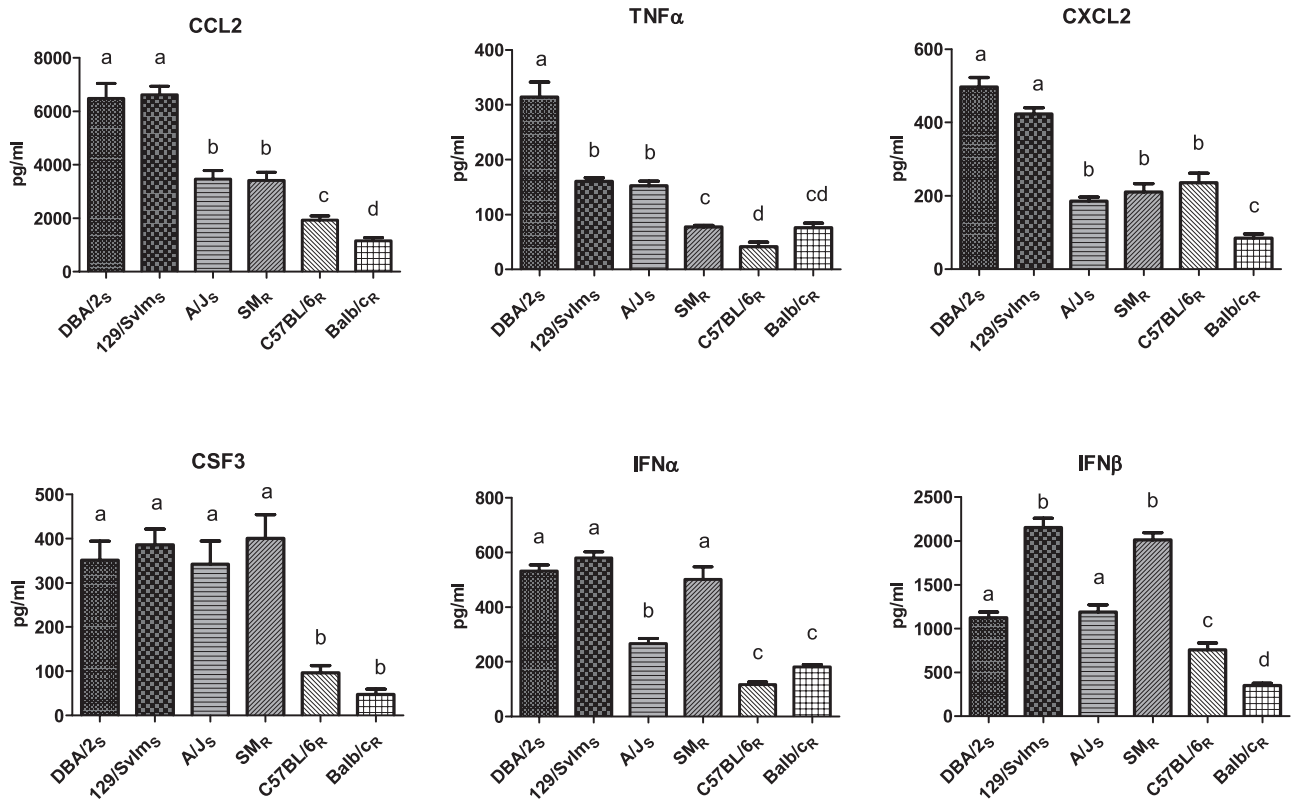 CCL2
8000
6000
4000
2000
0
pg/ml
a a b b c d
DBA/2S
129/SvImS
A/JS
SMR
C57BL/6R
Balb/cR
TNFα
400
300
200
100
0
pg/ml
a b b c d cd
DBA/2S
129/SvImS
A/JS
SMR
C57BL/6R
Balb/cR
CXCL2
600
400
200
0
pg/ml
a a b b b c
DBA/2S
129/SvImS
A/JS
SMR
C57BL/6R
Balb/cR
CSF3
500
400
300
200
100
0
pg/ml
a a a a b b
DBA/2S
129/SvImS
A/JS
SMR
C57BL/6R
Balb/cR
IFNα
800
600
400
200
0
pg/ml
a a b a c c
DBA/2S
129/SvImS
A/JS
SMR
C57BL/6R
Balb/cR
IFNβ
2500
2000
1500
1000
500
0
pg/ml
a b a b c d
DBA/2S
129/SvImS
A/JS
SMR
C57BL/6R
Balb/cR